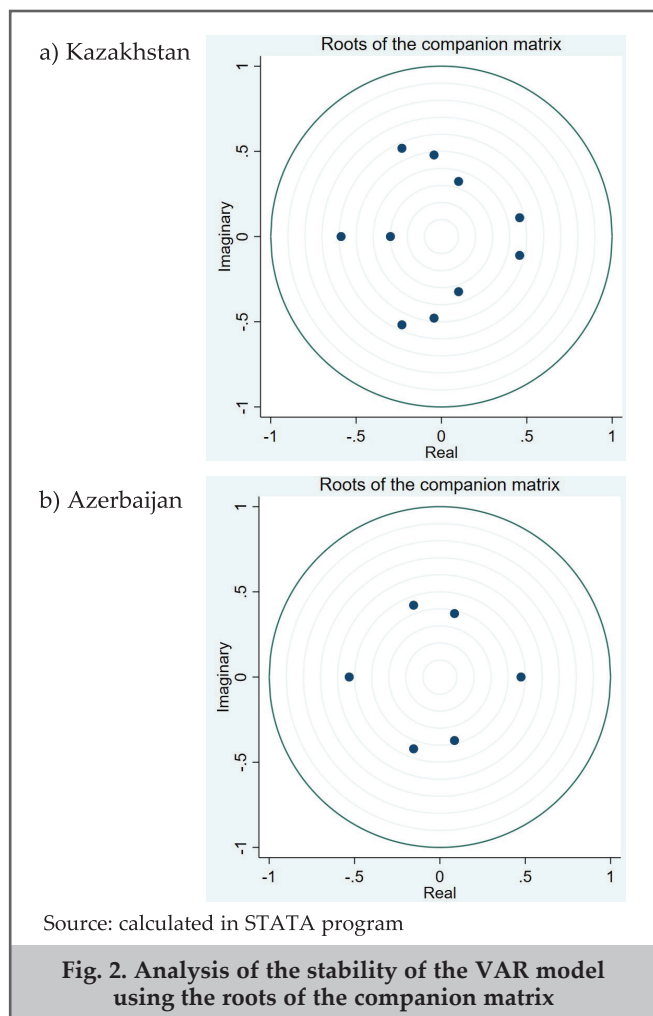 a) Kazakhstan
Roots of the companion matrix
1
.5
0
-.5
-1
Imaginary
-1 -.5 0 .5 1
Real
b) Azerbaijan
Roots of the companion matrix
1
.5
0
-.5
-1
Imaginary
-1 -.5 0 .5 1
Real
Source: calculated in STATA program
Fig. 2. Analysis of the stability of the VAR model
using the roots of the companion matrix